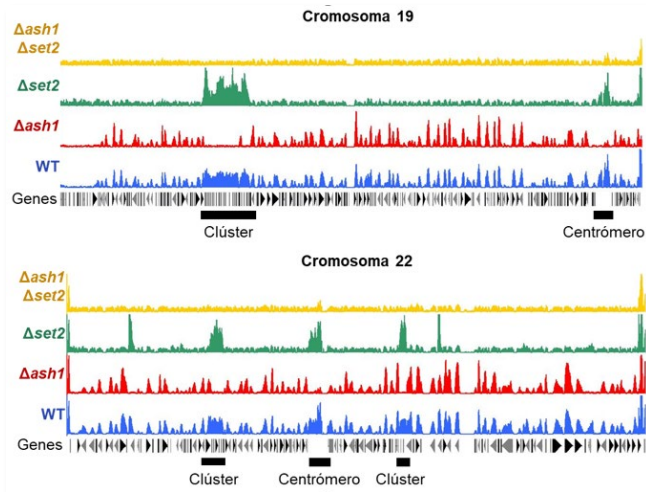 Cromosoma 19
Δash1
Δset2
Δset2
Δash1
WT
Genes
Clúster Centrómero
Cromosoma 22
Δash1
Δset2
Δset2
Δash1
WT
Genes
Clúster Centrómero Clúster